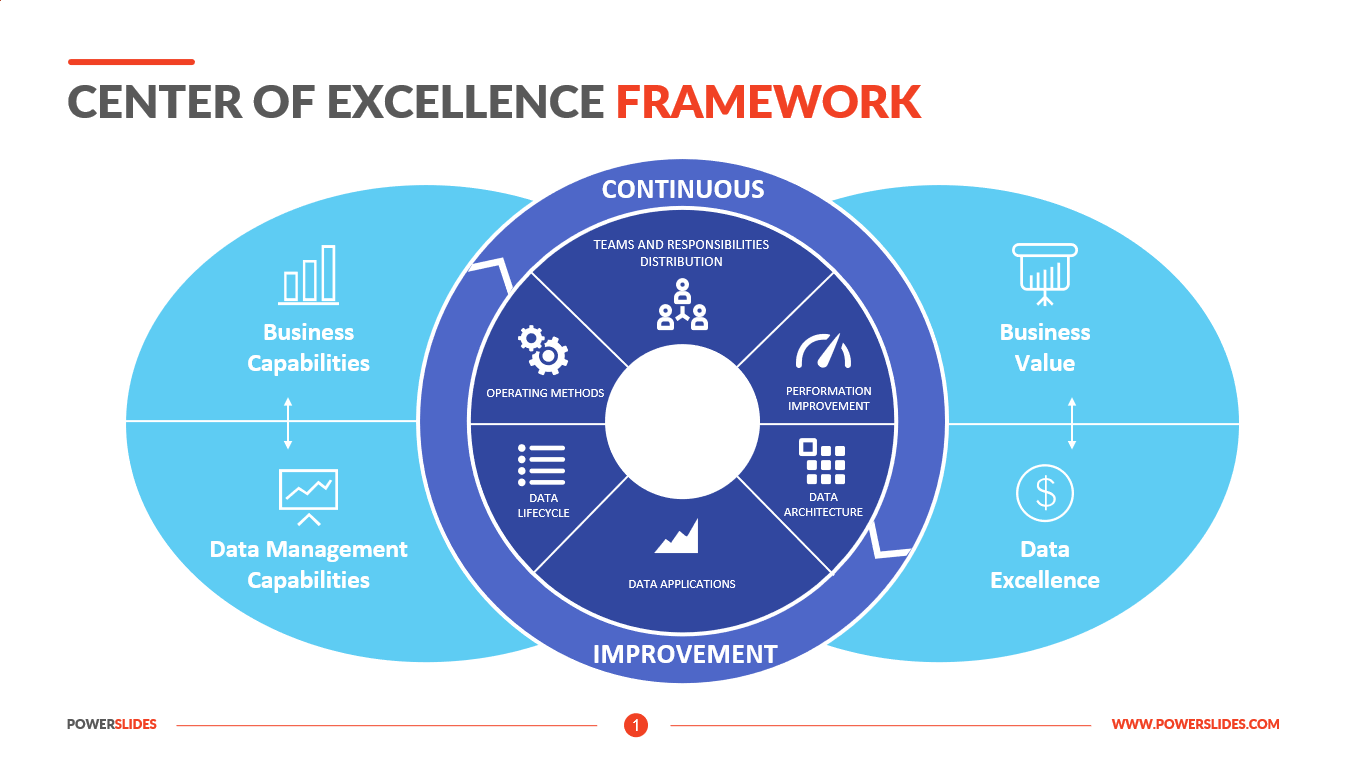 CENTER OF EXCELLENCE FRAMEWORK
CONTINUOUS
TEAMS AND RESPONSIBILITIES
DISTRIBUTION
Business
Capabilities
OPERATING METHODS
PERFORMATION
IMPROVEMENT
Business
Value
Data Management
Capabilities
DATA
LIFECYCLE
DATA
ARCHITECTURE
DATA APPLICATIONS
Data
Excellence
IMPROVEMENT
POWERSLIDES
1
WWW.POWERSLIDES.COM